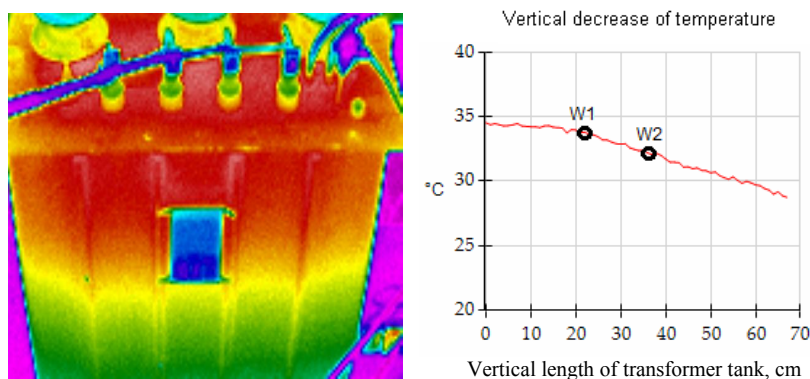 Vertical decrease of temperature
40
35
30
25
20
°C
W1
W2
0 10 20 30 40 50 60 70
Vertical length of transformer tank, cm